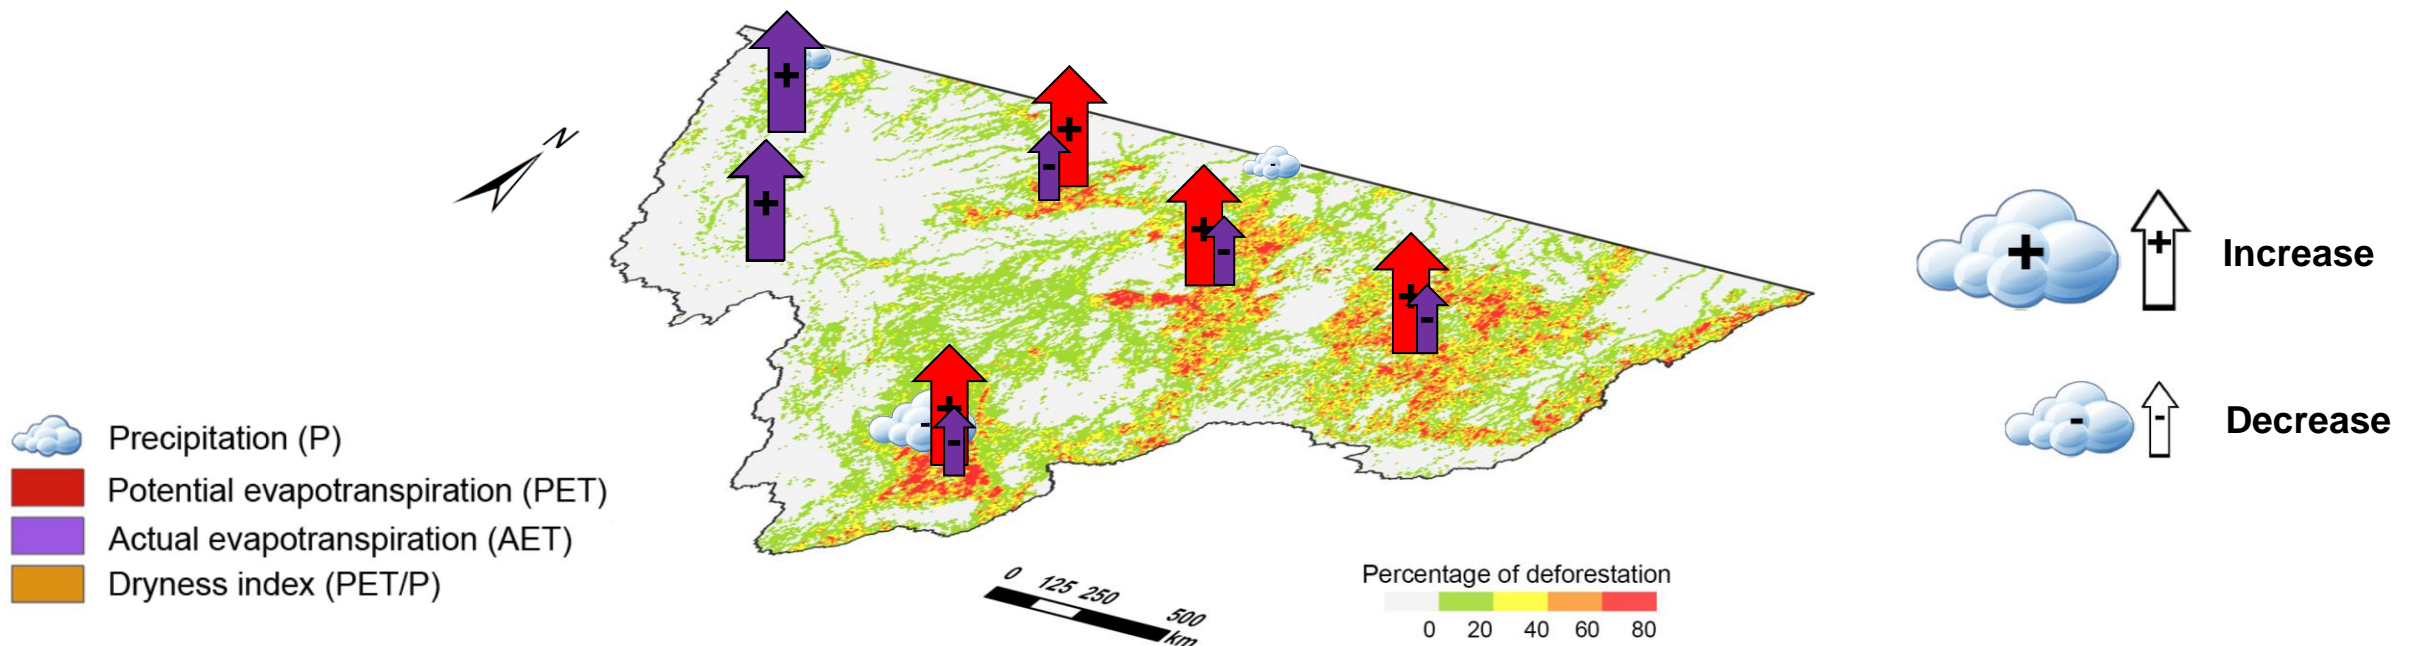 +
+
+
-
-
+
-
+
-
+
-
-
N
+
+
Increase
-
-
Decrease
Precipitation (P)
Potential evapotranspiration (PET)
Actual evapotranspiration (AET)
Dryness index (PET/P)
0 125 250 500
km
Percentage of deforestation
0 20 40 60 80